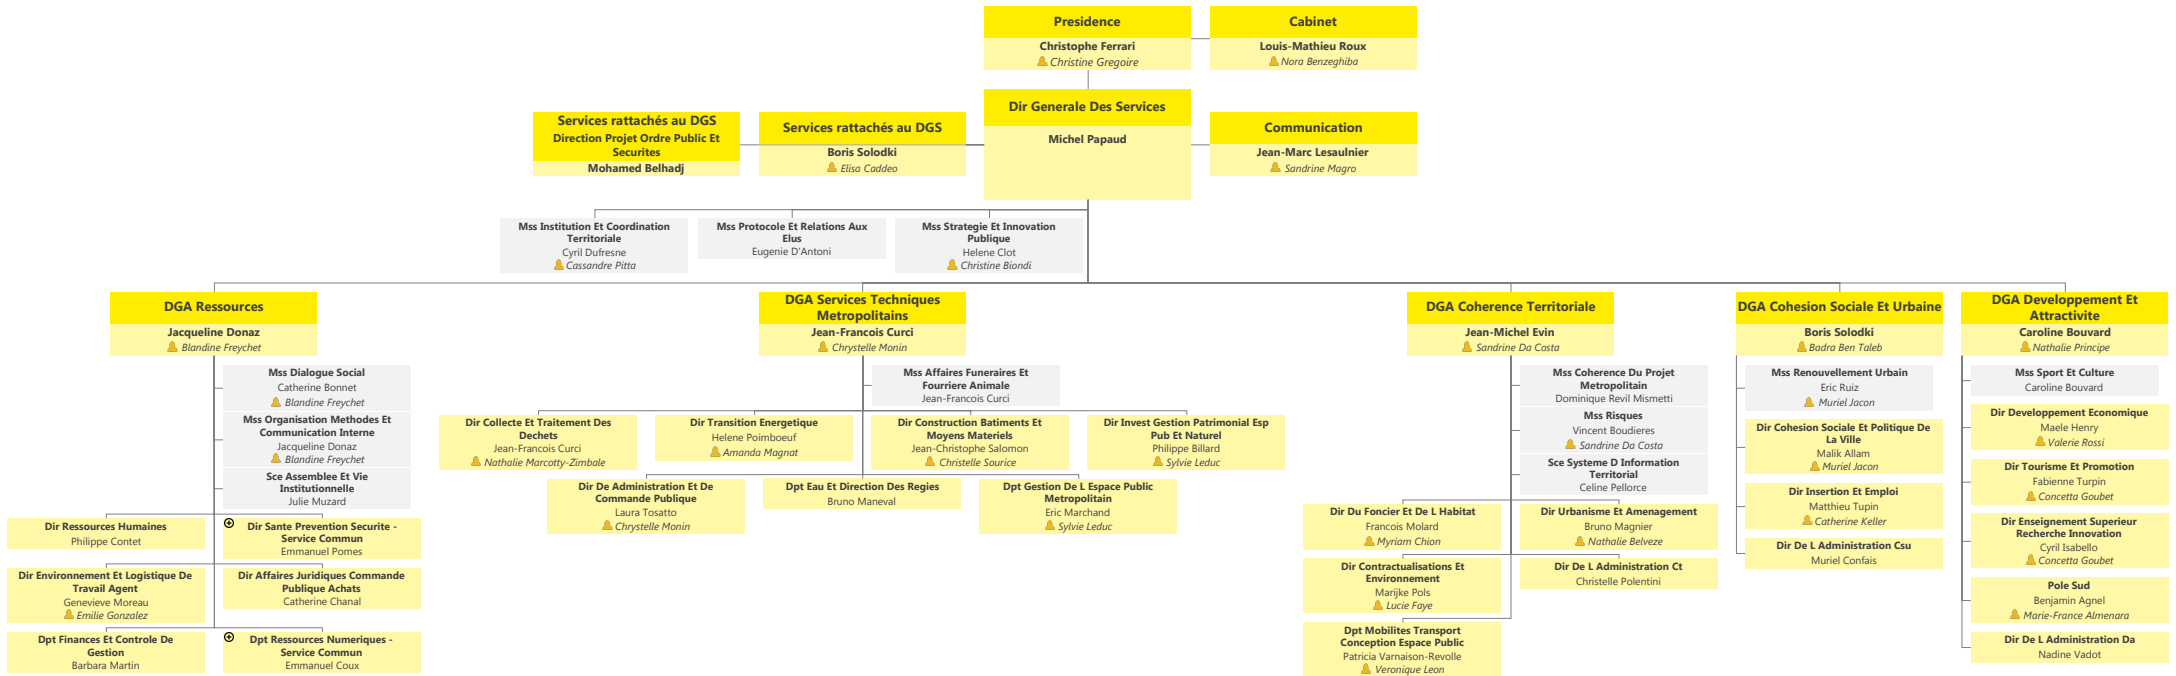 Presidence
Christophe Ferrari
Christine Gregoire
Cabinet
Louis-Mathieu Roux
Nora Benzeghiba
Dir Generale Des Services
Michel Papaud
Services rattachés au DGS
Direction Projet Ordre Public Et
Securites
Mohamed Belhadj
Services rattachés au DGS
Boris Solodki
Elisa Caddeo
Communication
Jean-Marc Lesaulnier
Sandrine Magro
Mss Institution Et Coordination
Territoriale
Cyril Dufresne
Cassandre Pitta
Mss Protocole Et Relations Aux
Elus
Eugenie D'Antoni
Mss Strategie Et Innovation
Publique
Helene Clot
Christine Biondi
DGA Ressources
Jacqueline Donaz
Blandine Freychet
Mss Dialogue Social
Catherine Bonnet
Blandine Freychet
Mss Organisation Methodes Et
Communication Interne
Jacqueline Donaz
Blandine Freychet
Sce Assemblee Et Vie
Institutionnelle
Julie Muzard
Dir Ressources Humaines
Philippe Contet
Dir Sante Prevention Securite -
Service Commun
Emmanuel Pomes
Dir Environnement Et Logistique De
Travail Agent
Genevieve Moreau
Emilie Gonzalez
Dir Affaires Juridiques Commande
Publique Achats
Catherine Chanal
Dpt Finances Et Controle De
Gestion
Barbara Martin
Dpt Ressources Numeriques -
Service Commun
Emmanuel Coux
DGA Services Techniques
Metropolitains
Jean-Francois Curci
Chrystelle Monin
Mss Affaires Funeraires Et
Fourriere Animale
Jean-Francois Curci
Dir Collecte Et Traitement Des
Dechets
Jean-Francois Curci
Nathalie Marcotty-Zimbale
Dir Transition Energetique
Helene Poimboeuf
Amanda Magnat
Dir Construction Batiments Et
Moyens Materiels
Jean-Christophe Salomon
Christelle Sourice
Dir Invest Gestion Patrimonial Esp
Pub Et Naturel
Philippe Billard
Sylvie Leduc
Dir De Administration Et De
Commande Publique
Laura Tosatto
Chrystelle Monin
Dpt Eau Et Direction Des Regies
Bruno Maneval
Dpt Gestion De L Espace Public
Metropolitain
Eric Marchand
Sylvie Leduc
DGA Coherence Territoriale
Jean-Michel Evin
Sandrine Da Costa
Mss Coherence Du Projet
Metropolitain
Dominique Revil Mismetti
Mss Risques
Vincent Boudieres
Sandrine Da Costa
Sce Systeme D Information
Territorial
Celine Pellorce
Dir Du Foncier Et De L Habitat
Francois Molard
Myriam Chion
Dir Urbanisme Et Amenagement
Bruno Magnier
Nathalie Belveze
Dir Contractualisations Et
Environnement
Marijke Pols
Lucie Faye
Dir De L Administration Ct
Christelle Polentini
Dpt Mobilites Transport
Conception Espace Public
Patricia Varnaison-Revolle
Veronique Leon
DGA Cohesion Sociale Et Urbaine
Boris Solodki
Badra Ben Taleb
Mss Renouvellement Urbain
Eric Ruiz
Muriel Jacon
Dir Cohesion Sociale Et Politique De
La Ville
Malik Allam
Muriel Jacon
Dir Insertion Et Emploi
Matthieu Tupin
Catherine Keller
Dir De L Administration Csu
Muriel Confais
DGA Developpement Et
Attractivite
Caroline Bouvard
Nathalie Principe
Mss Sport Et Culture
Caroline Bouvard
Dir Developpement Economique
Maele Henry
Valerie Rossi
Dir Tourisme Et Promotion
Fabienne Turpin
Concetta Goubet
Dir Enseignement Superieur
Recherche Innovation
Cyril Isabello
Concetta Goubet
Pole Sud
Benjamin Agnel
Marie-France Almenara
Dir De L Administration Da
Nadine Vadot